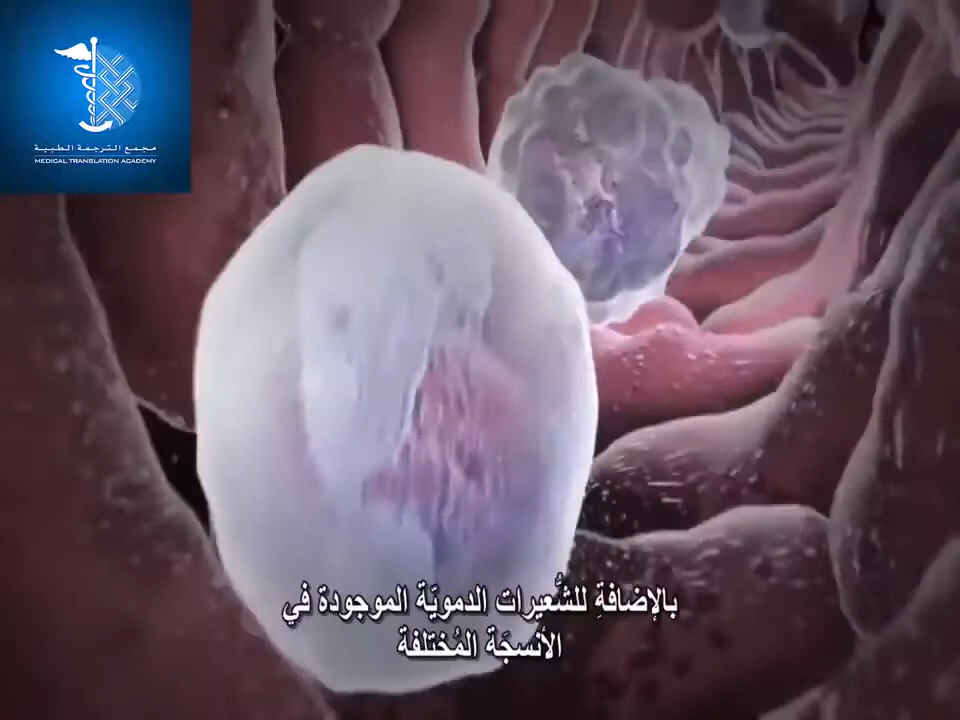 مجمع الترجمة الطبية
MEDICAL TRANSLATION ACADEMY
بالإضافةِ للشُّعيرات الدمويّة الموجودة في
الأنسجَة المُختلفة